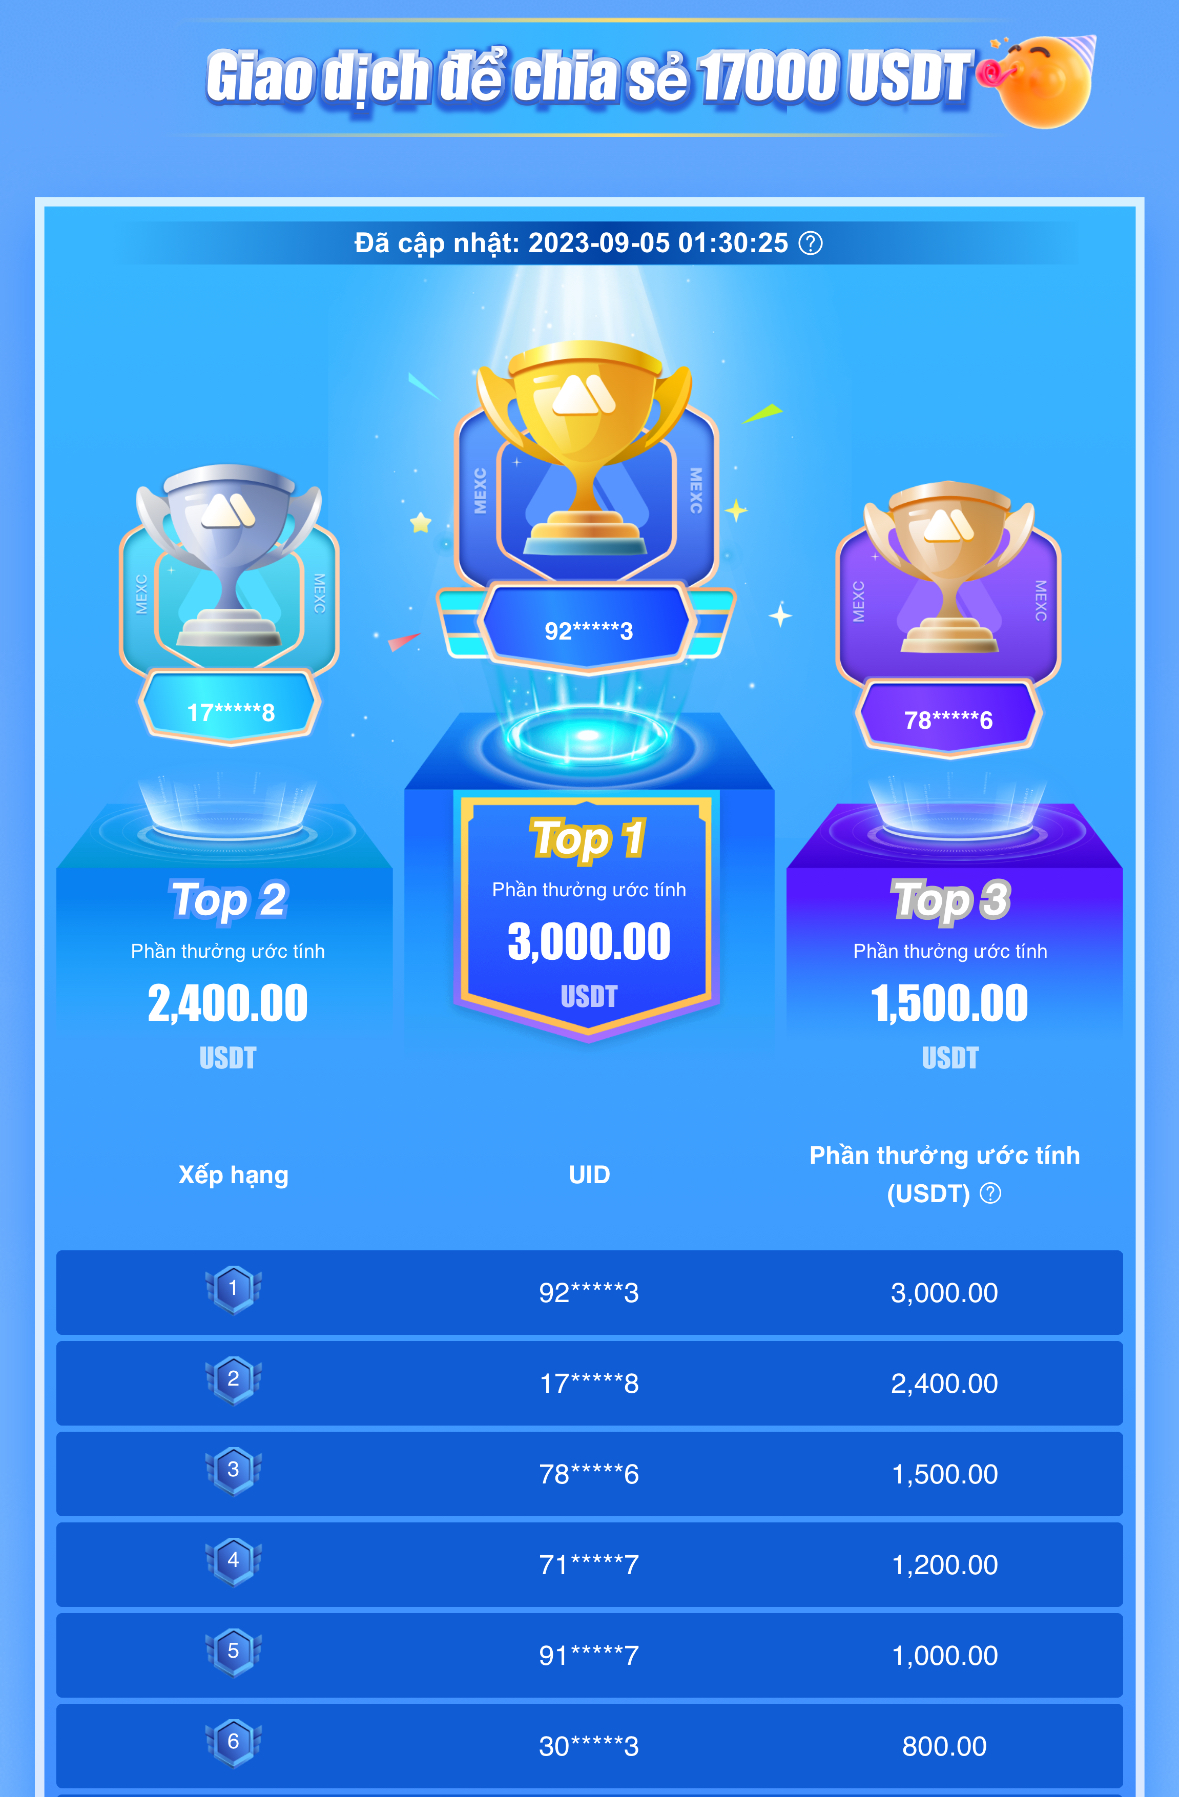 Giao dịch để chia sẻ 17000 USDT
Đã cập nhật: 2023-09-05 01:30:25 ?
MEXC MEXC
92*****3
MEXC MEXC
17*****8
MEXC MEXC
78*****6
Top 1
Phần thưởng ước tính
3,000.00
USDT
Top 2
Phần thưởng ước tính
2,400.00
USDT
Top 3
Phần thưởng ước tính
1,500.00
USDT
Xếp hạng UID Phần thưởng ước tính
(USDT) ?
1 92*****3 3,000.00
2 17*****8 2,400.00
3 78*****6 1,500.00
4 71*****7 1,200.00
5 91*****7 1,000.00
6 30*****3 800.00